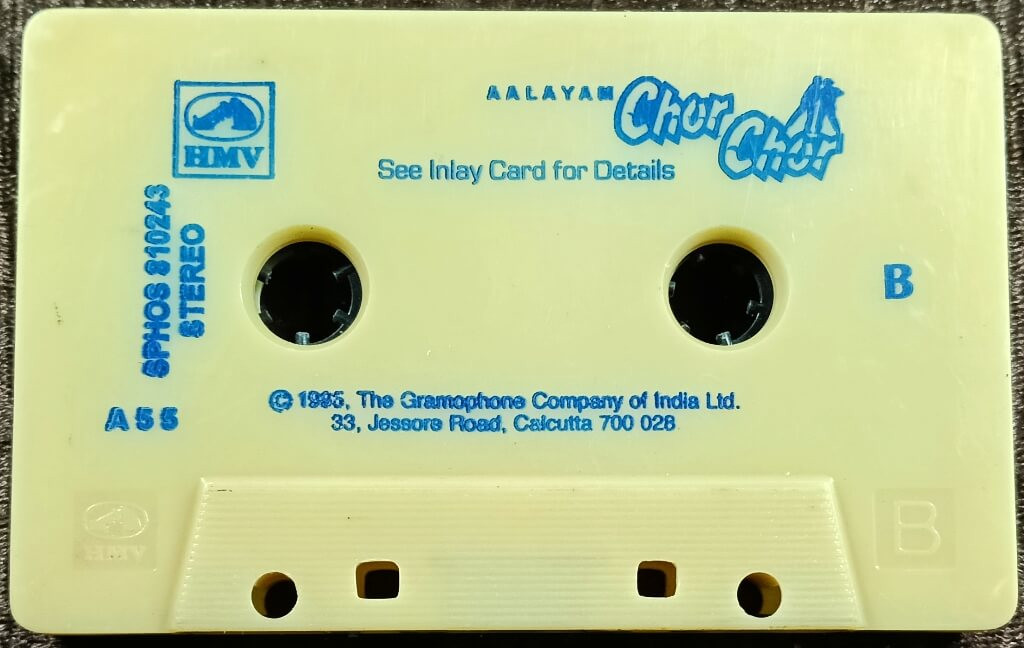 HMV
AALAYAM Chor Chor
See Inlay Card for Details
SPHOS 810243
STEREO
B
A 5 5
© 1995, The Gramophone Company of India Ltd.
33, Jessore Road, Calcutta 700 028
HMV
B